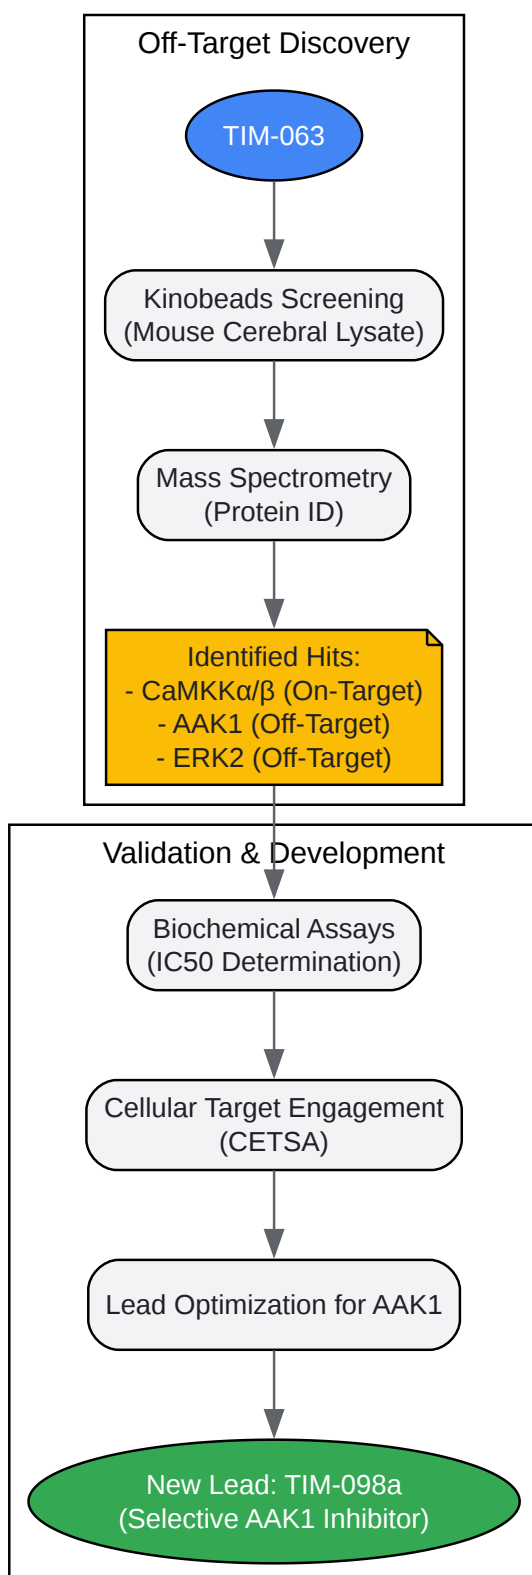 Off-Target Discovery
TIM-063
Kinobeads Screening
(Mouse Cerebral Lysate)
Mass Spectrometry
(Protein ID)
Identified Hits:
- CaMKKα/β (On-Target)
- AAK1 (Off-Target)
- ERK2 (Off-Target)
Validation & Development
Biochemical Assays
(IC50 Determination)
Cellular Target Engagement
(CETSA)
Lead Optimization for AAK1
New Lead: TIM-098a
(Selective AAK1 Inhibitor)